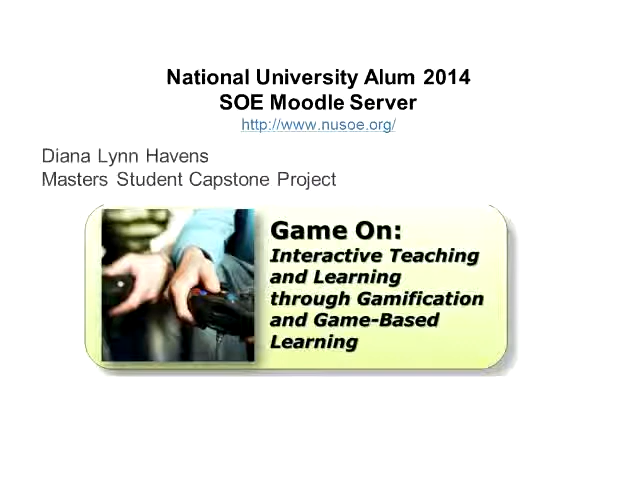 National University Alum 2014
SOE Moodle Server
http://www.nusoe.org/
Diana Lynn Havens
Masters Student Capstone Project
Game On:
Interactive Teaching
and Learning
through Gamification
and Game-Based
Learning